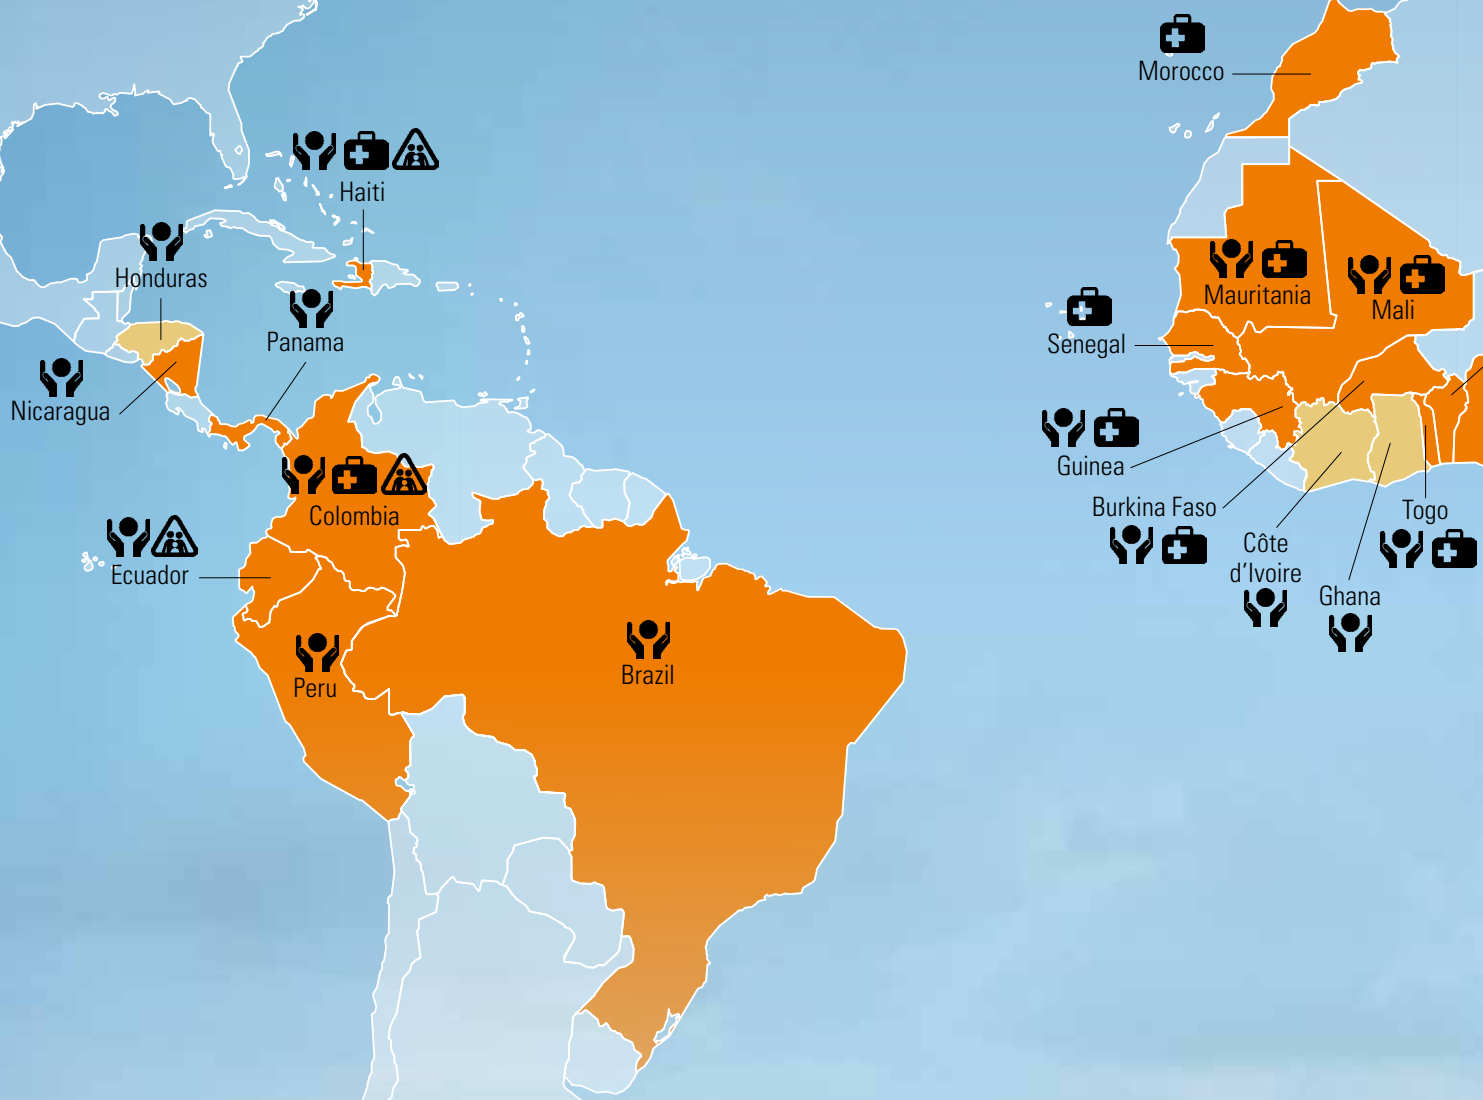 Morocco
Haiti
Honduras
Panama
Nicaragua
Mauritania
Mali
Senegal
Guinea
Colombia
Burkina Faso
Togo
Côte
d'Ivoire
Ecuador
Ghana
Peru
Brazil